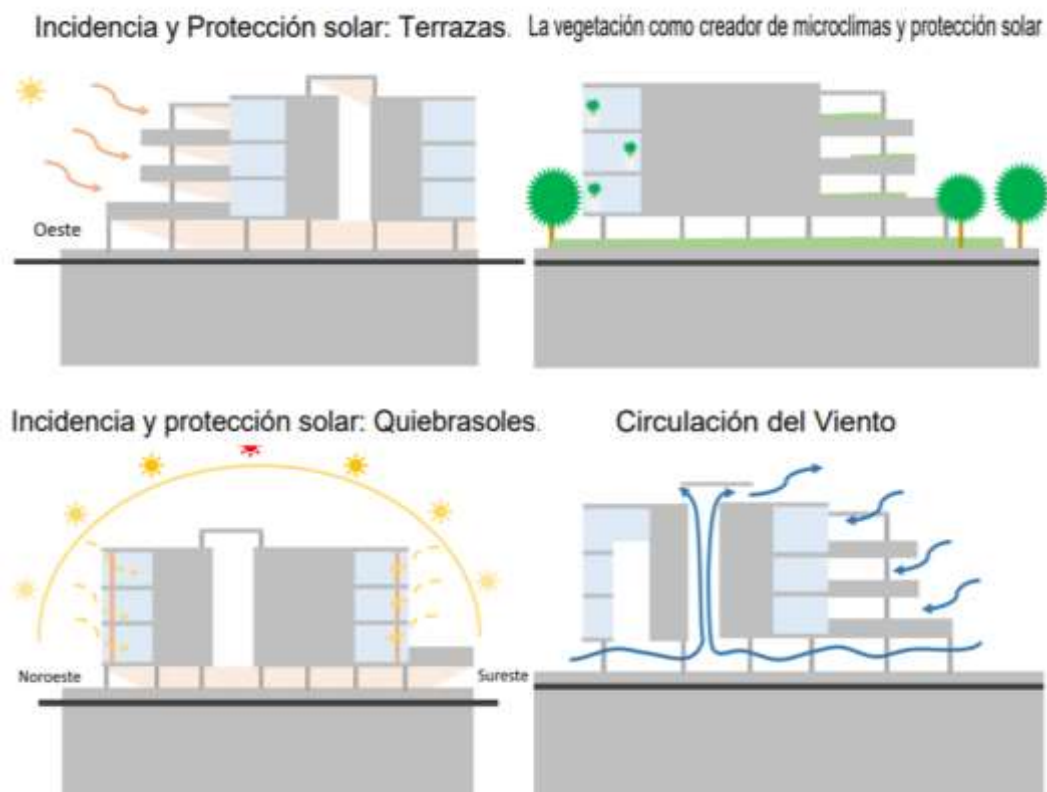 Incidencia y Protección solar: Terrazas.
La vegetación como creador de microclimas y protección solar
Oeste
Incidencia y protección solar: Quiebrasoles.
Circulación del Viento
Noroeste
Sureste